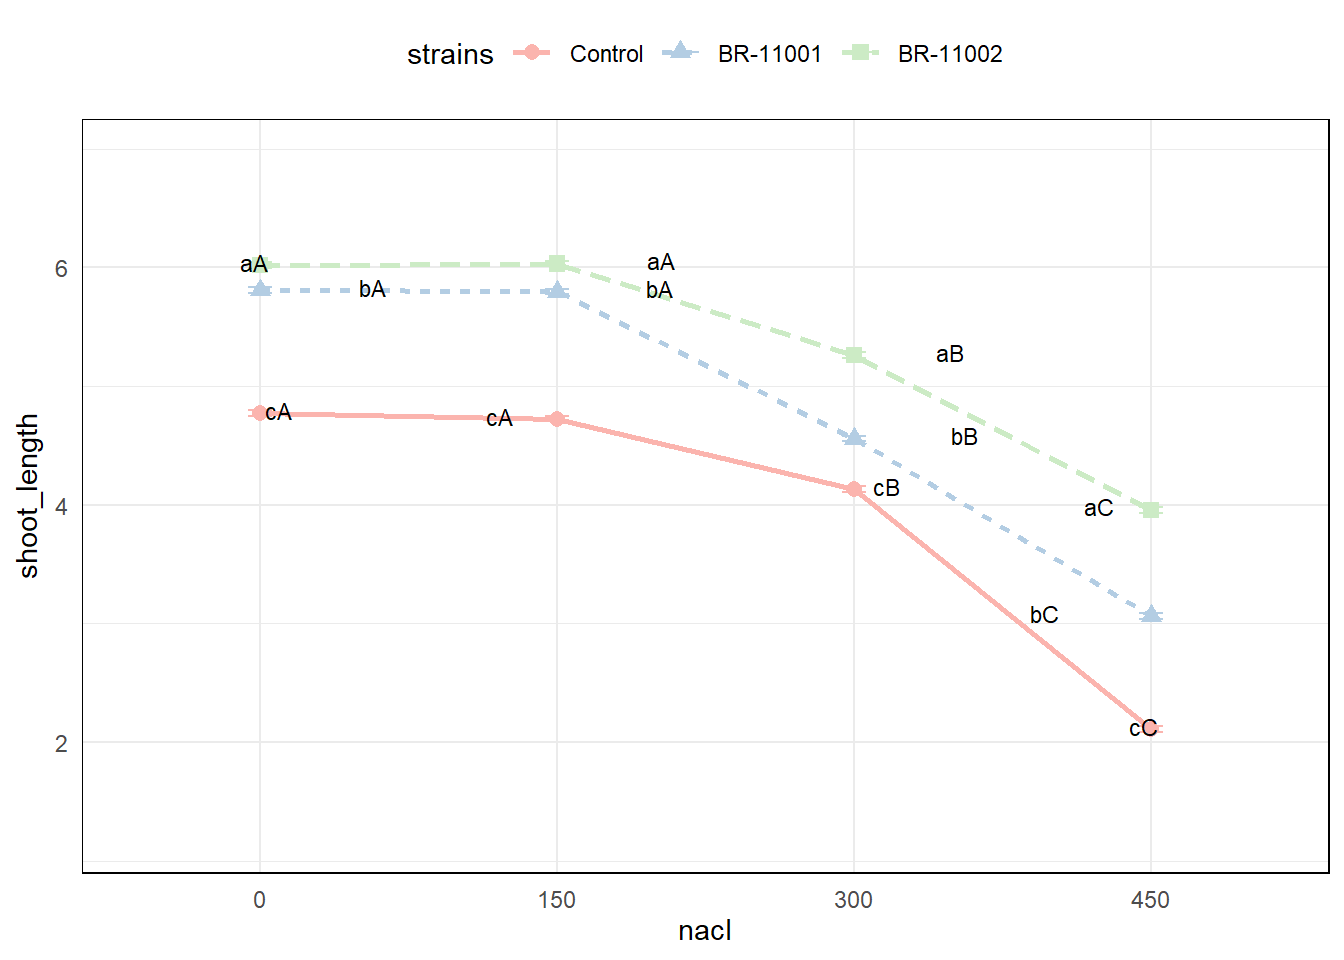 strains Control BR-11001 BR-11002
shoot_length
6
4
2
aA
aA
bA
bA
aB
cA
cA
bB
cB
aC
bC
cC
0 150 300 450
nacl